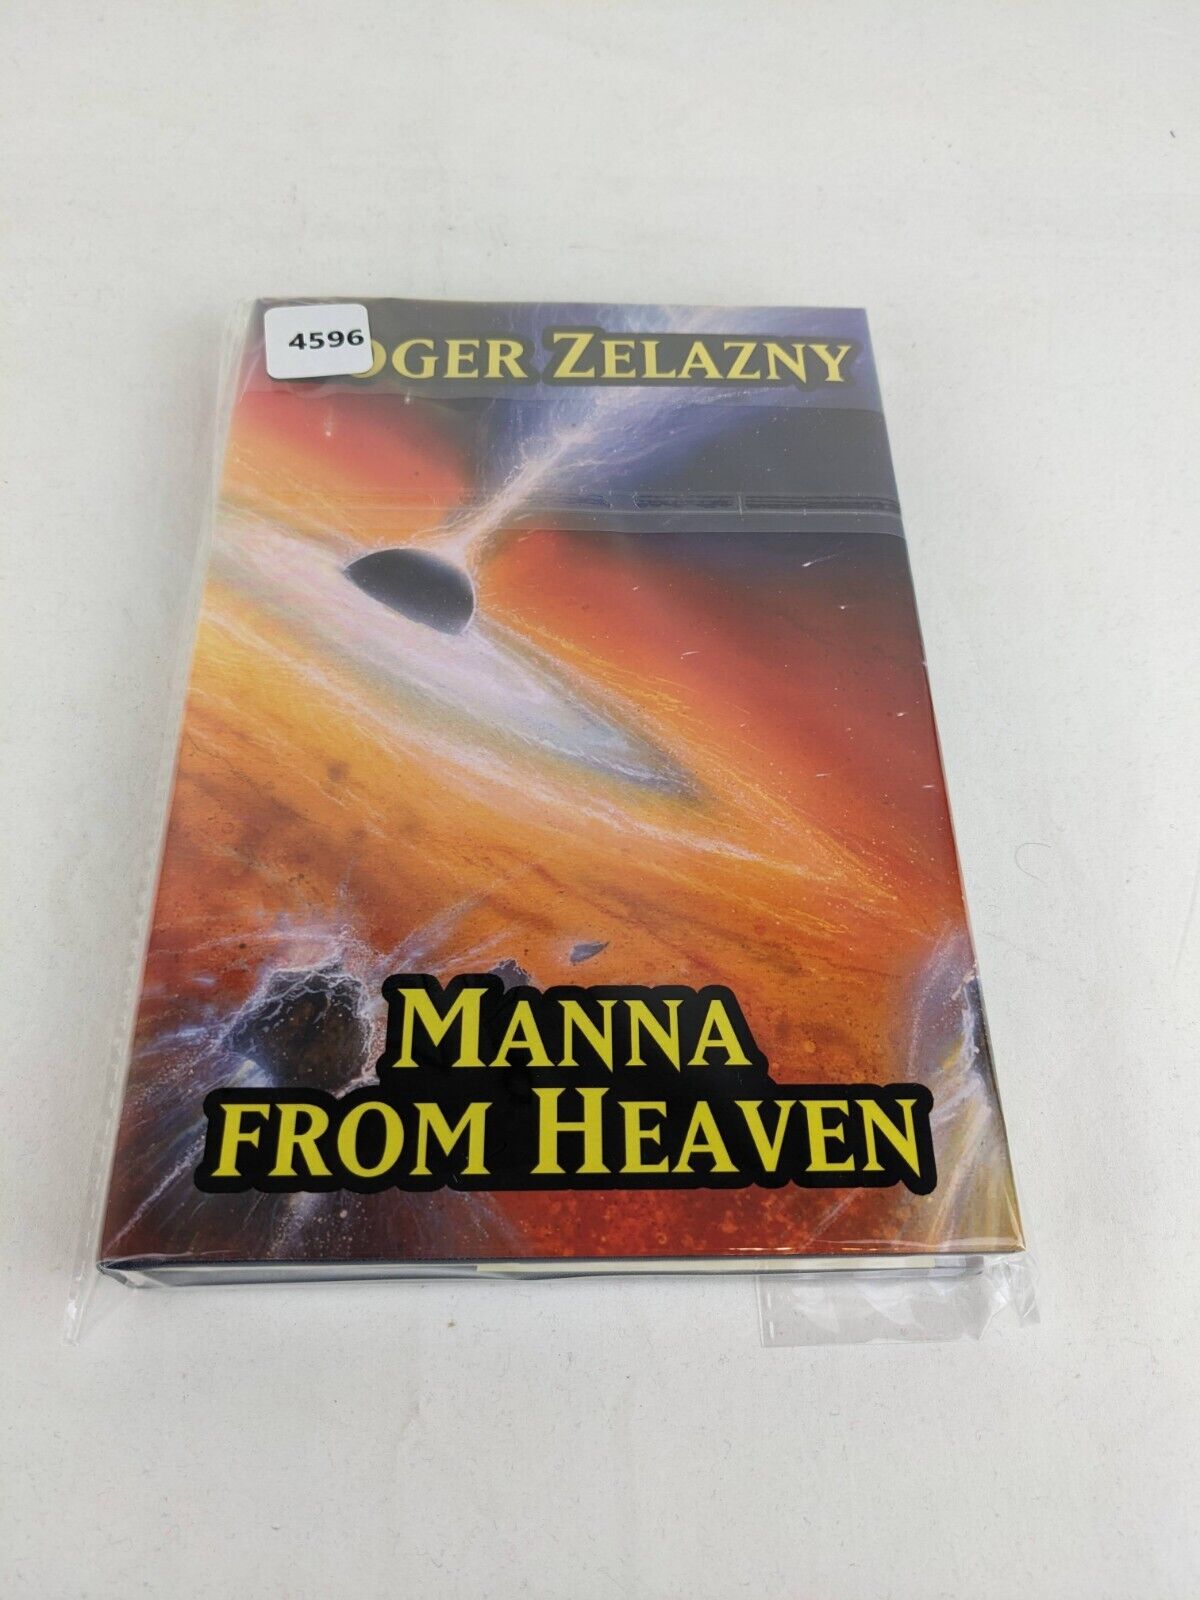 4596
OGER ZELAZNY
MANNA
FROM HEAVEN